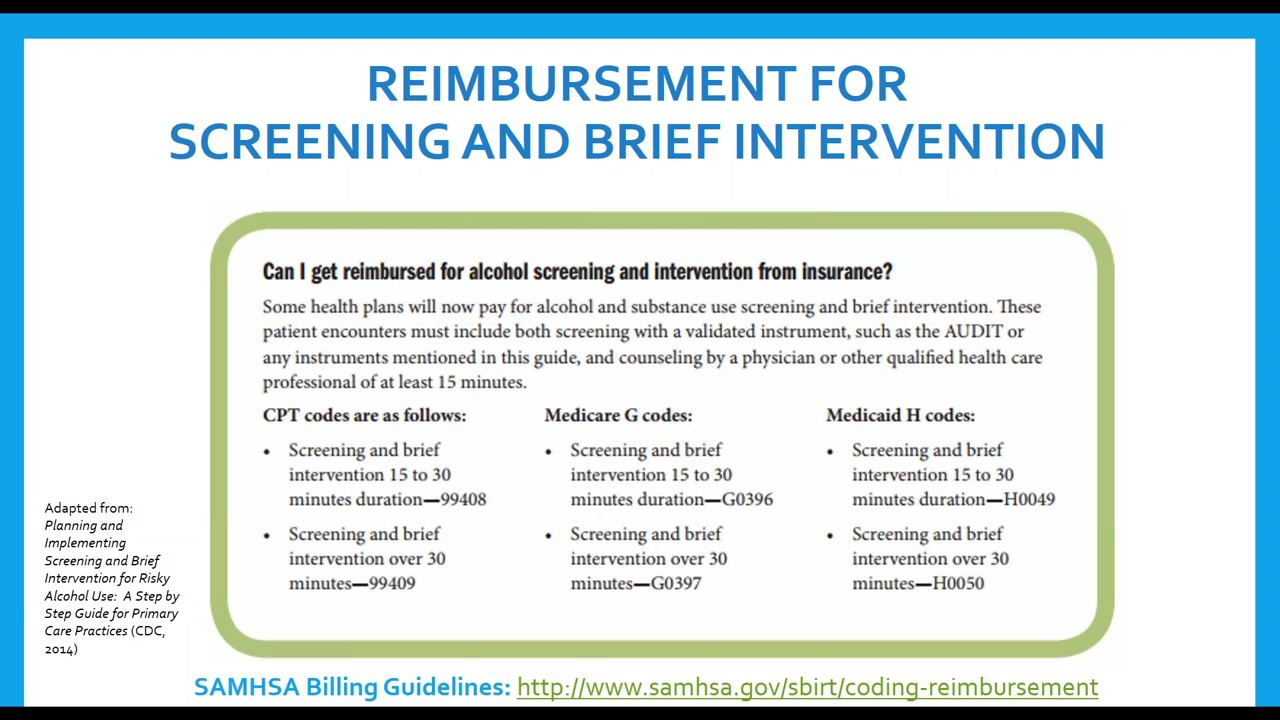 REIMBURSEMENT FOR
SCREENING AND BRIEF INTERVENTION
Can I get reimbursed for alcohol screening and intervention from insurance?
Some health plans will now pay for alcohol and substance use screening and brief intervention. These
patient encounters must include both screening with a validated instrument, such as the AUDIT or
any instruments mentioned in this guide, and counseling by a physician or other qualified health care
professional of at least 15 minutes.
CPT codes are as follows:
• Screening and brief
intervention 15 to 30
minutes duration—99408
• Screening and brief
intervention over 30
minutes—99409
Medicare G codes:
• Screening and brief
intervention 15 to 30
minutes duration—G0396
• Screening and brief
intervention over 30
minutes—G0397
Medicaid H codes:
• Screening and brief
intervention 15 to 30
minutes duration—H0049
• Screening and brief
intervention over 30
minutes—H0050
Adapted from:
Planning and
Implementing
Screening and Brief
Intervention for Risky
Alcohol Use: A Step by
Step Guide for Primary
Care Practices (CDC,
2014)
SAMHSA Billing Guidelines: http://www.samhsa.gov/sbirt/coding-reimbursement